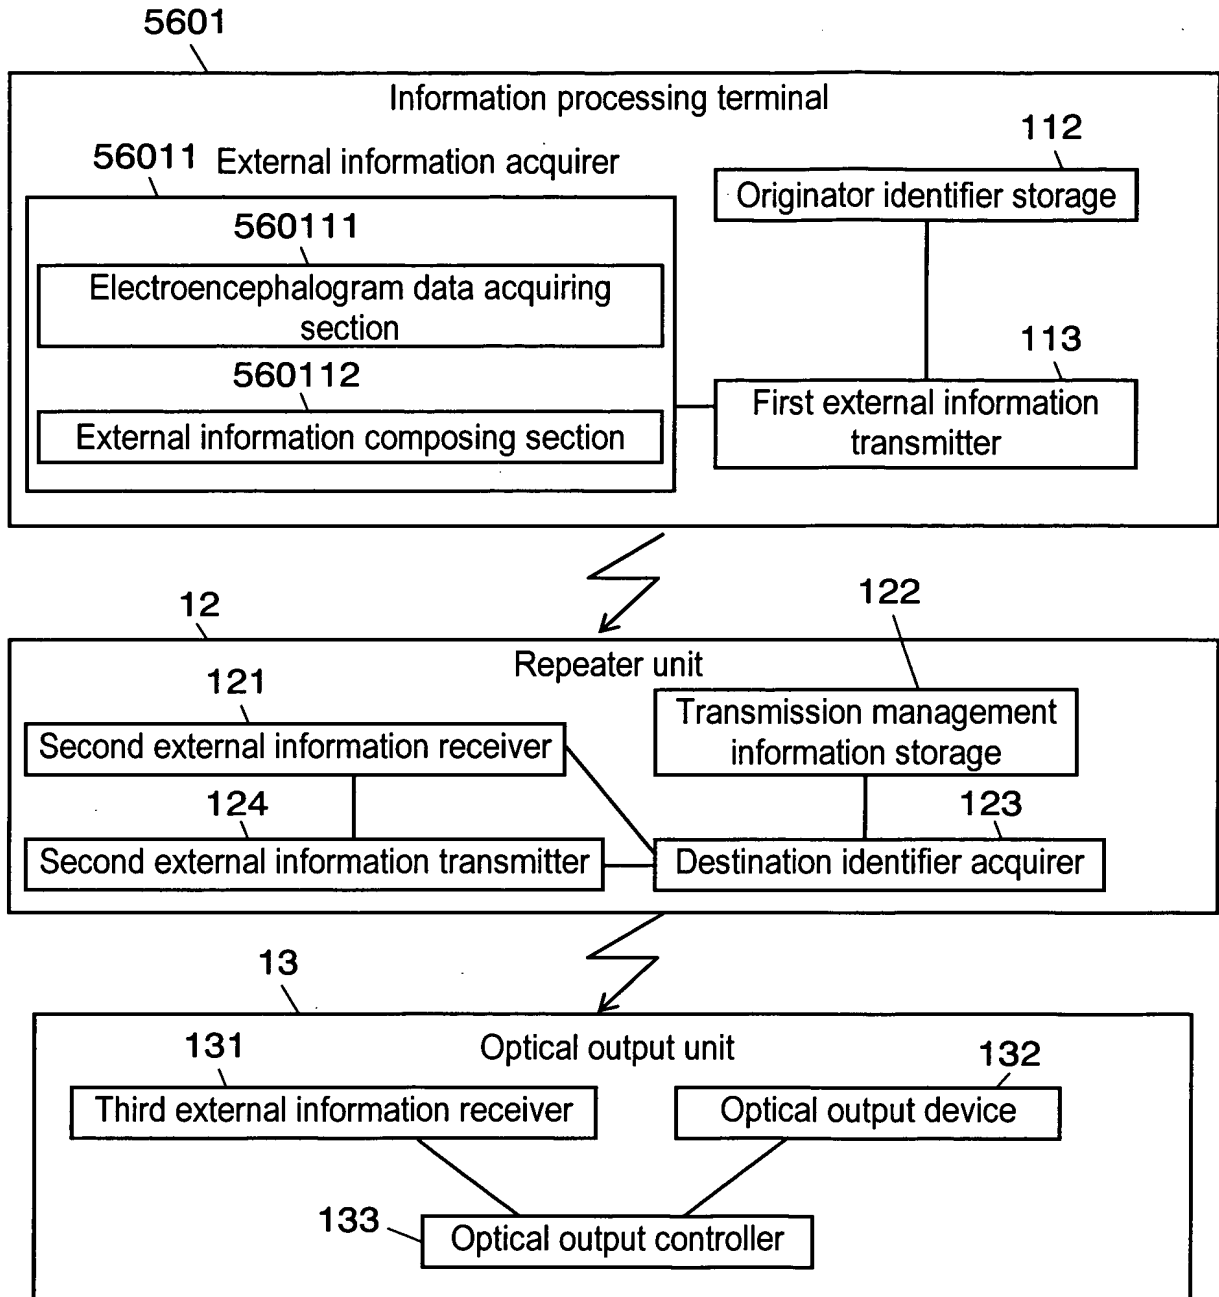 5601
Information processing terminal
56011
External information acquirer
112
Originator identifier storage
560111
Electroencephalogram data acquiring
section
560112
External information composing section
113
First external information
transmitter
12
122
Repeater unit
121
Second external information receiver
Transmission management
information storage
124
Second external information transmitter
123
Destination identifier acquirer
13
Optical output unit
131
Third external information receiver
132
Optical output device
133
Optical output controller